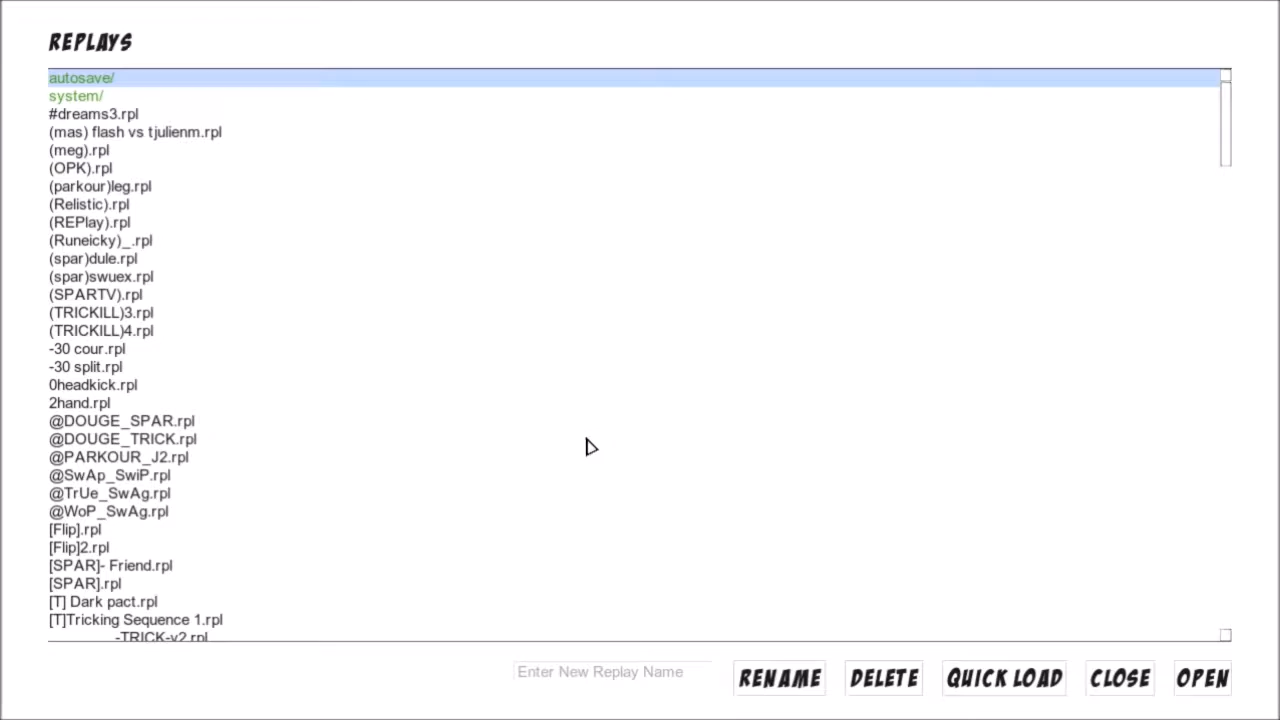 REPLAYS
autosave/
system/
#dreams3.rpl
(mas) flash vs tjulienm.rpl
(meg).rpl
(OPK).rpl
(parkour)leg.rpl
(Relistic).rpl
(REPlay).rpl
(Runeicky)_.rpl
(spar)dule.rpl
(spar)swuex.rpl
(SPARTV).rpl
(TRICKILL)3.rpl
(TRICKILL)4.rpl
-30 cour.rpl
-30 split.rpl
0headkick.rpl
2hand.rpl
@DOUGE_SPAR.rpl
@DOUGE_TRICK.rpl
@PARKOUR_J2.rpl
@SwAp_SwiP.rpl
@TrUe_SwAg.rpl
@WoP_SwAg.rpl
[Flip].rpl
[Flip]2.rpl
[SPAR]- Friend.rpl
[SPAR].rpl
[T] Dark pact.rpl
[T]Tricking Sequence 1.rpl
-TRICK-v2.rpl
Enter New Replay Name RENAME DELETE QUICK LOAD CLOSE OPEN